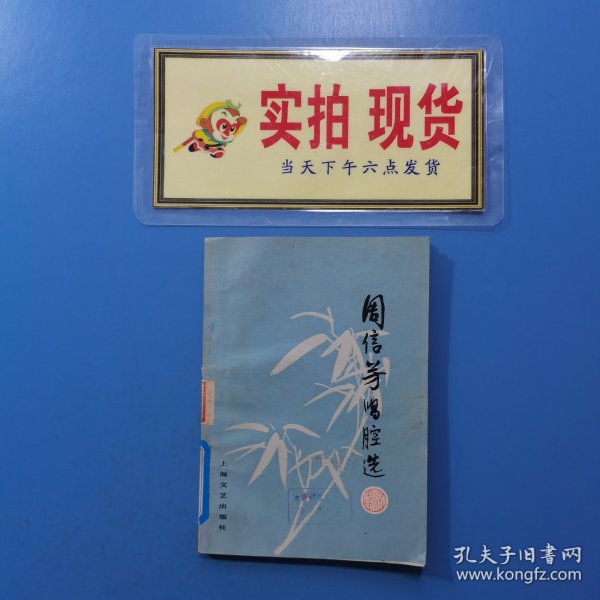 实拍 现货
当天下午六点发货
周信芳唱腔选
上海文艺出版社
孔夫子旧书网
www.kongfz.com